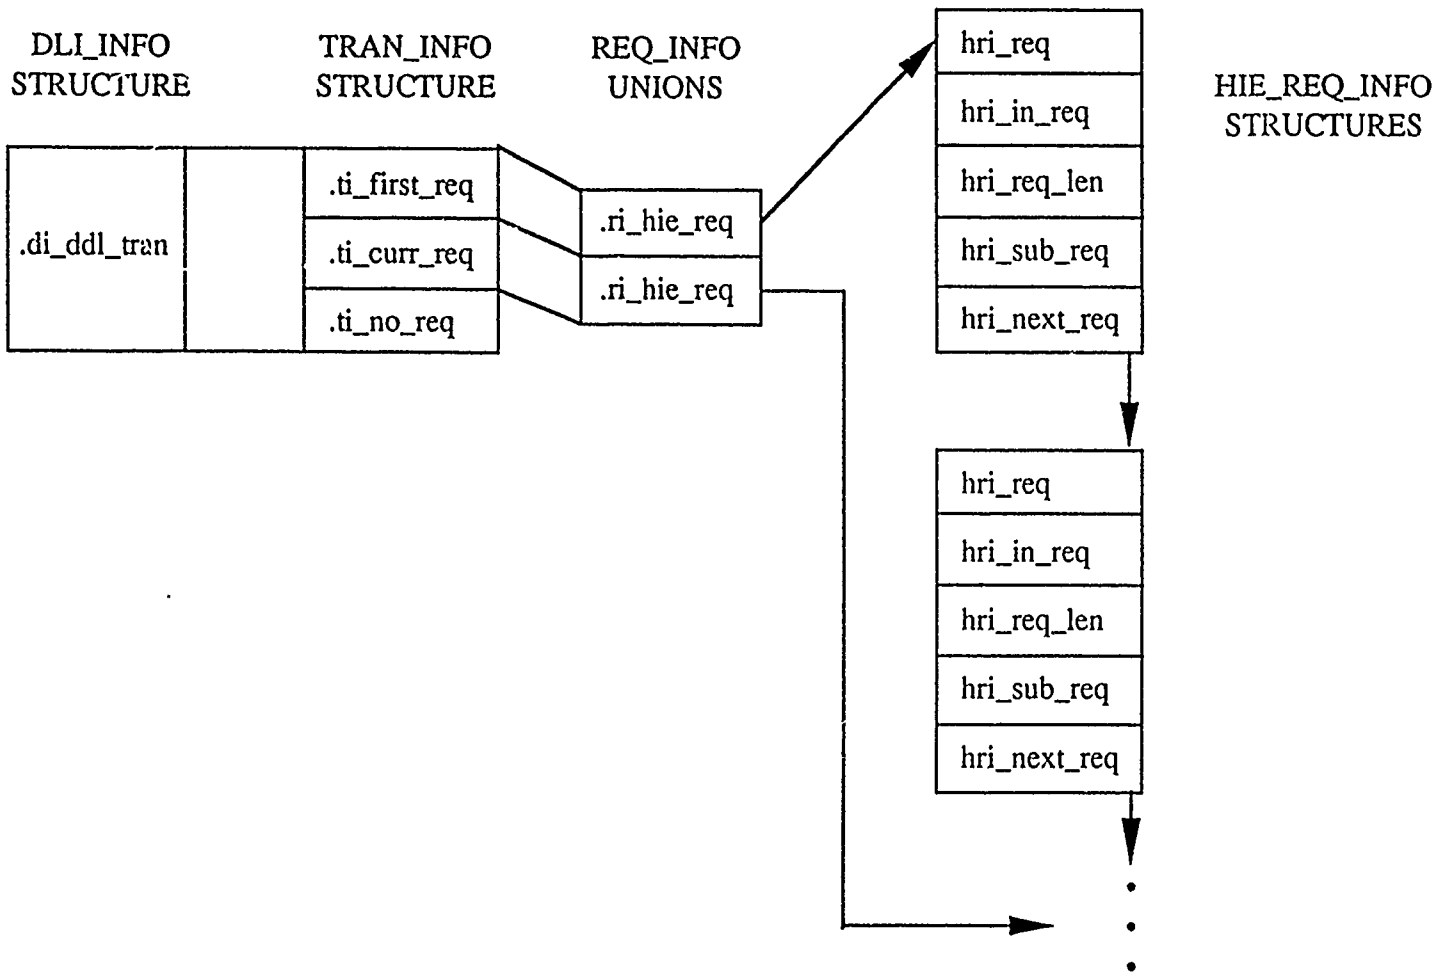 DLI_INFO
STRUCTURE
TRAN_INFO
STRUCTURE
REQ_INFO
UNIONS
HIE_REQ_INFO
STRUCTURES
.di_ddl_tran
.ti_first_req
.ti_curr_req
.ti_no_req
.ri_hie_req
.ri_hie_req
hri_req
hri_in_req
hri_req_len
hri_sub_req
hri_next_req
hri_req
hri_in_req
hri_req_len
hri_sub_req
hri_next_req